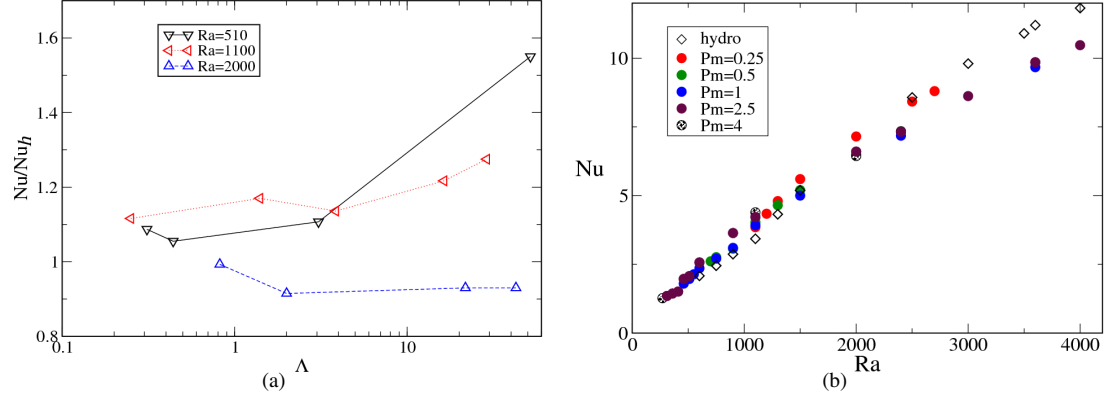 1.6
1.4
1.2
1
0.8
Nu/Nuh
Ra=510
Ra=1100
Ra=2000
0.1
1
10
Λ
(a)
10
5
0
Nu
hydro
Pm=0.25
Pm=0.5
Pm=1
Pm=2.5
Pm=4
0
1000
2000
3000
4000
Ra
(b)